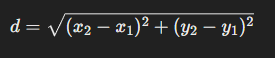 d = √(x₂ − x₁)² + (y₂ − y₁)²